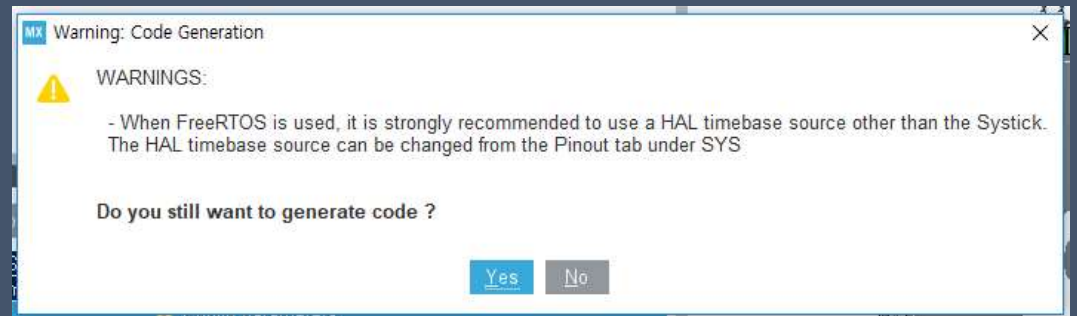 MX Warning: Code Generation
WARNINGS:
- When FreeRTOS is used, it is strongly recommended to use a HAL timebase source other than the Systick.
The HAL timebase source can be changed from the Pinout tab under SYS
Do you still want to generate code ?
Yes No